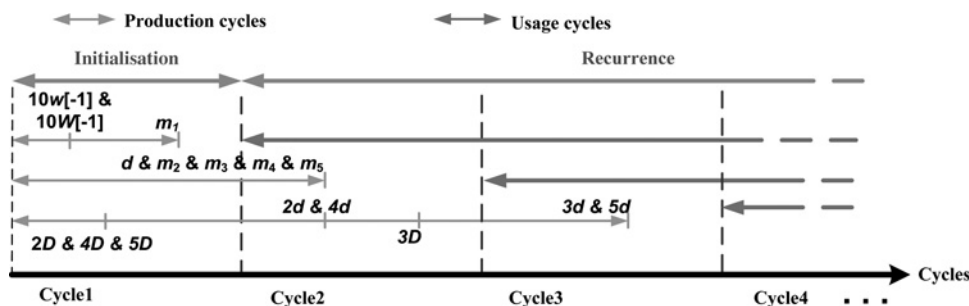 Production cycles Usage cycles
Initialisation Recurrence
10w[-1] &
10W[-1] m1
d & m2 & m3 & m4 & m5
2d & 4d 3d & 5d
2D & 4D & 5D 3D
Cycles
Cycle1 Cycle2 Cycle3 Cycle4 . . .